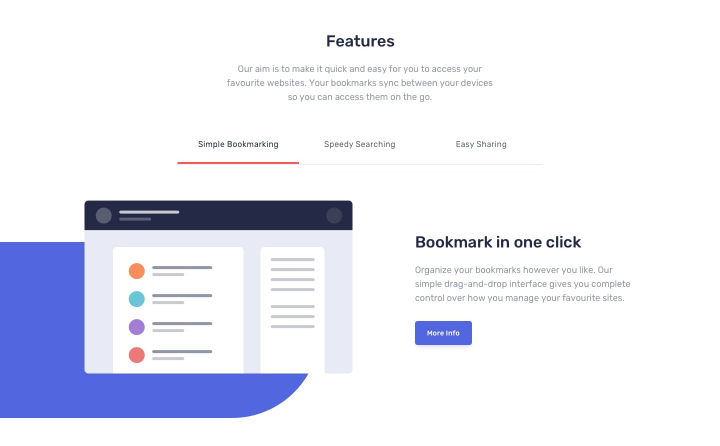 Features
Our aim is to make it quick and easy for you to access your
favourite websites. Your bookmarks sync between your devices
so you can access them on the go.
Simple Bookmarking
Speedy Searching
Easy Sharing
Bookmark in one click
Organize your bookmarks however you like. Our
simple drag-and-drop interface gives you complete
control over how you manage your favourite sites.
More Info